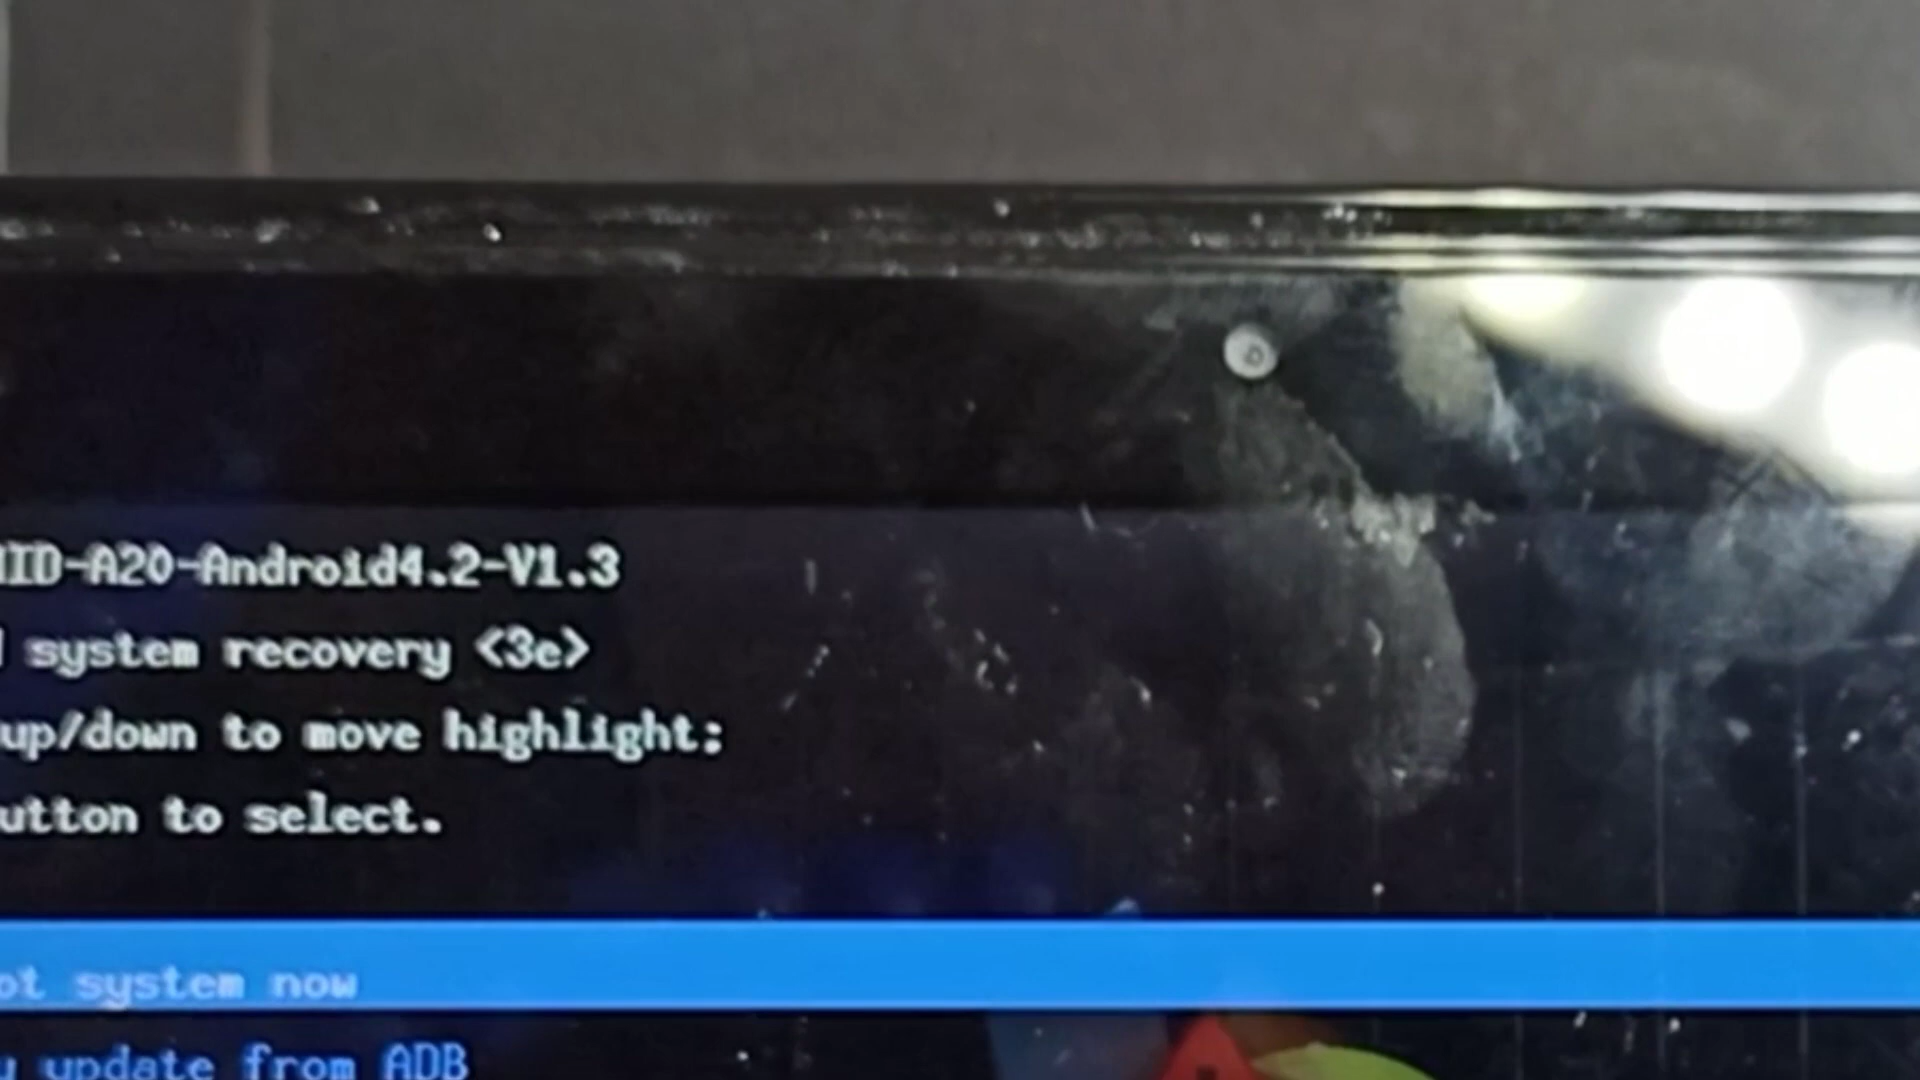 MID-A20-Android4.2-V1.3
system recovery <3e>
up/down to move highlight;
utton to select.
ot system now
y update from ADB